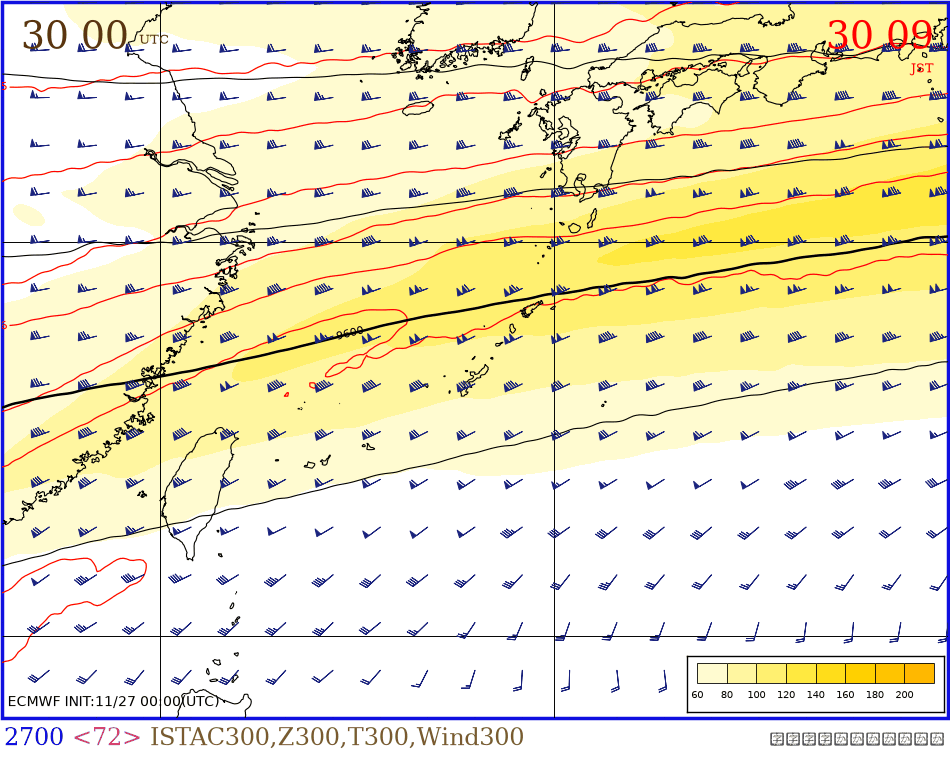 30 00 UTC
30 09
JST
9600
ECMWF INIT:11/27 00:00(UTC)
60 80 100 120 140 160 180 200
2700 <72> ISTAC300,Z300,T300,Wind300